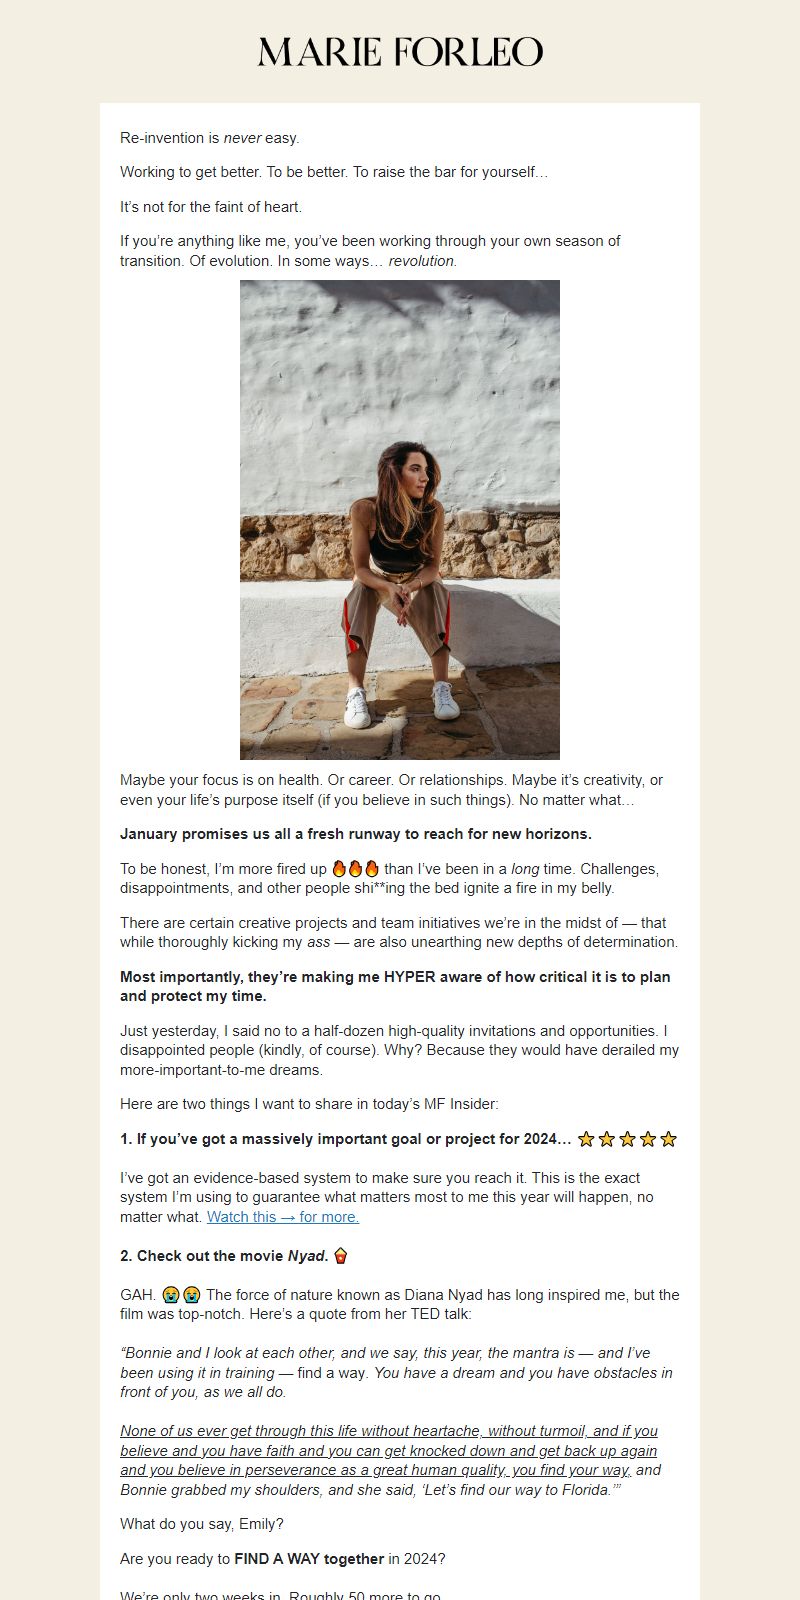 MARIE FORLEO
Re-invention is never easy.
Working to get better. To be better. To raise the bar for yourself…
It’s not for the faint of heart.
If you’re anything like me, you’ve been working through your own season of
transition. Of evolution. In some ways… revolution.
Maybe your focus is on health. Or career. Or relationships. Maybe it’s creativity, or
even your life’s purpose itself (if you believe in such things). No matter what…
January promises us all a fresh runway to reach for new horizons.
To be honest, I’m more fired up 🔥🔥🔥 than I’ve been in a long time. Challenges,
disappointments, and other people shi**ing the bed ignite a fire in my belly.
There are certain creative projects and team initiatives we’re in the midst of — that
while thoroughly kicking my ass — are also unearthing new depths of determination.
Most importantly, they’re making me HYPER aware of how critical it is to plan
and protect my time.
Just yesterday, I said no to a half-dozen high-quality invitations and opportunities. I
disappointed people (kindly, of course). Why? Because they would have derailed my
more-important-to-me dreams.
Here are two things I want to share in today’s MF Insider:
1. If you’ve got a massively important goal or project for 2024… ⭐⭐⭐⭐⭐
I’ve got an evidence-based system to make sure you reach it. This is the exact
system I’m using to guarantee what matters most to me this year will happen, no
matter what. Watch this → for more.
2. Check out the movie Nyad. 🍿
GAH. 😭😭 The force of nature known as Diana Nyad has long inspired me, but the
film was top-notch. Here’s a quote from her TED talk:
“Bonnie and I look at each other, and we say, this year, the mantra is — and I’ve
been using it in training — find a way. You have a dream and you have obstacles in
front of you, as we all do.
None of us ever get through this life without heartache, without turmoil, and if you
believe and you have faith and you can get knocked down and get back up again
and you believe in perseverance as a great human quality, you find your way, and
Bonnie grabbed my shoulders, and she said, ‘Let’s find our way to Florida.’”
What do you say, Emily?
Are you ready to FIND A WAY together in 2024?
We’re only two weeks in. Roughly 50 more to go.